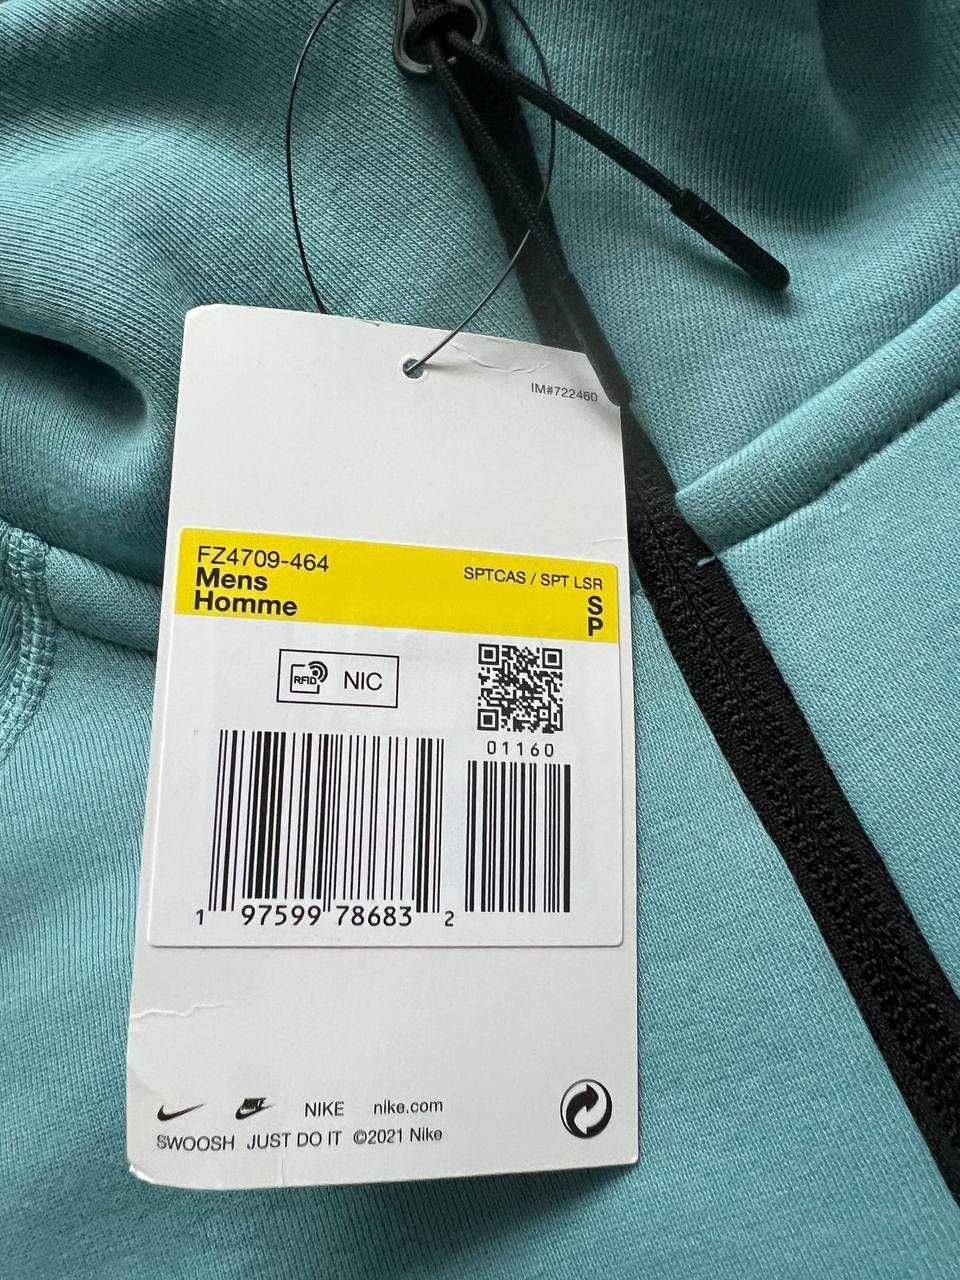 IM#722460
FZ4709-464
Mens
Homme
SPTCAS / SPT LSR
S
P
RFID NIC
01160
1 97599 78683 2
NIKE nike.com
SWOOSH JUST DO IT ©2021 Nike